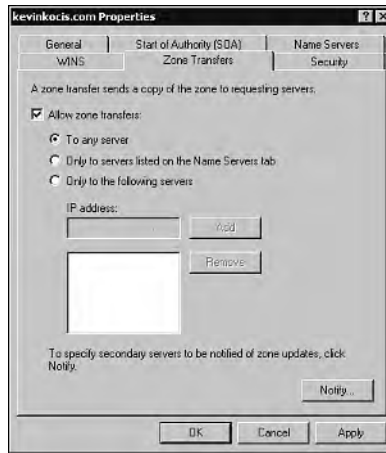 kevinkocis.com Properties
General
Start of Authority (SOA)
Name Servers
WINS
Zone Transfers
Security
A zone transfer sends a copy of the zone to requesting servers.
Allow zone transfers:
To any server
Only to servers listed on the Name Servers tab
Only to the following servers
IP address:
Add
Remove
To specify secondary servers to be notified of zone updates, click
Notify.
Notify...
OK
Cancel
Apply